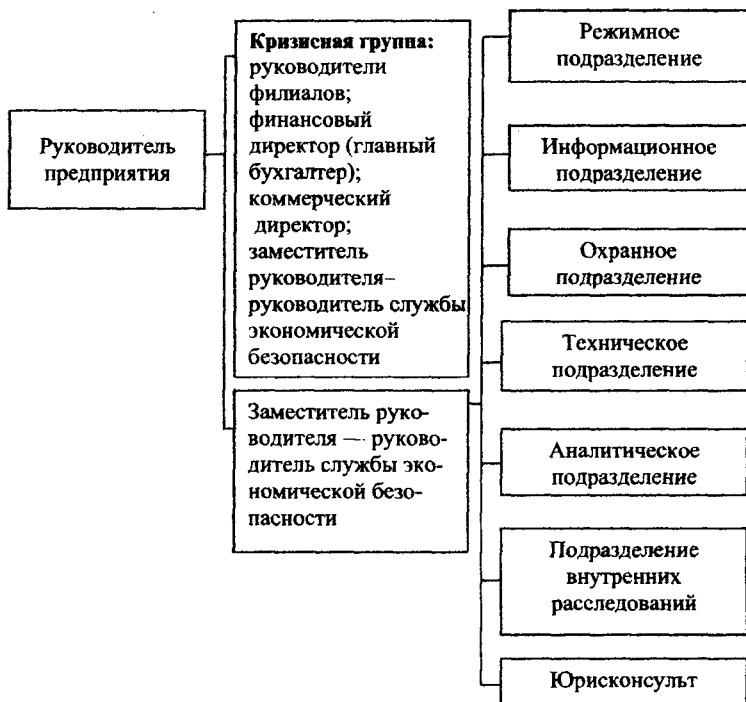 Руководитель
предприятия
Кризисная группа:
руководители
филиалов;
финансовый
директор (главный
бухгалтер);
коммерческий
директор;
заместитель
руководителя–
руководитель службы
экономической
безопасности
Заместитель руко-
водителя — руково-
дитель службы эко-
номической безо-
пасности
Режимное
подразделение
Информационное
подразделение
Охранное
подразделение
Техническое
подразделение
Аналитическое
подразделение
Подразделение
внутренних
расследований
Юрисконсульт